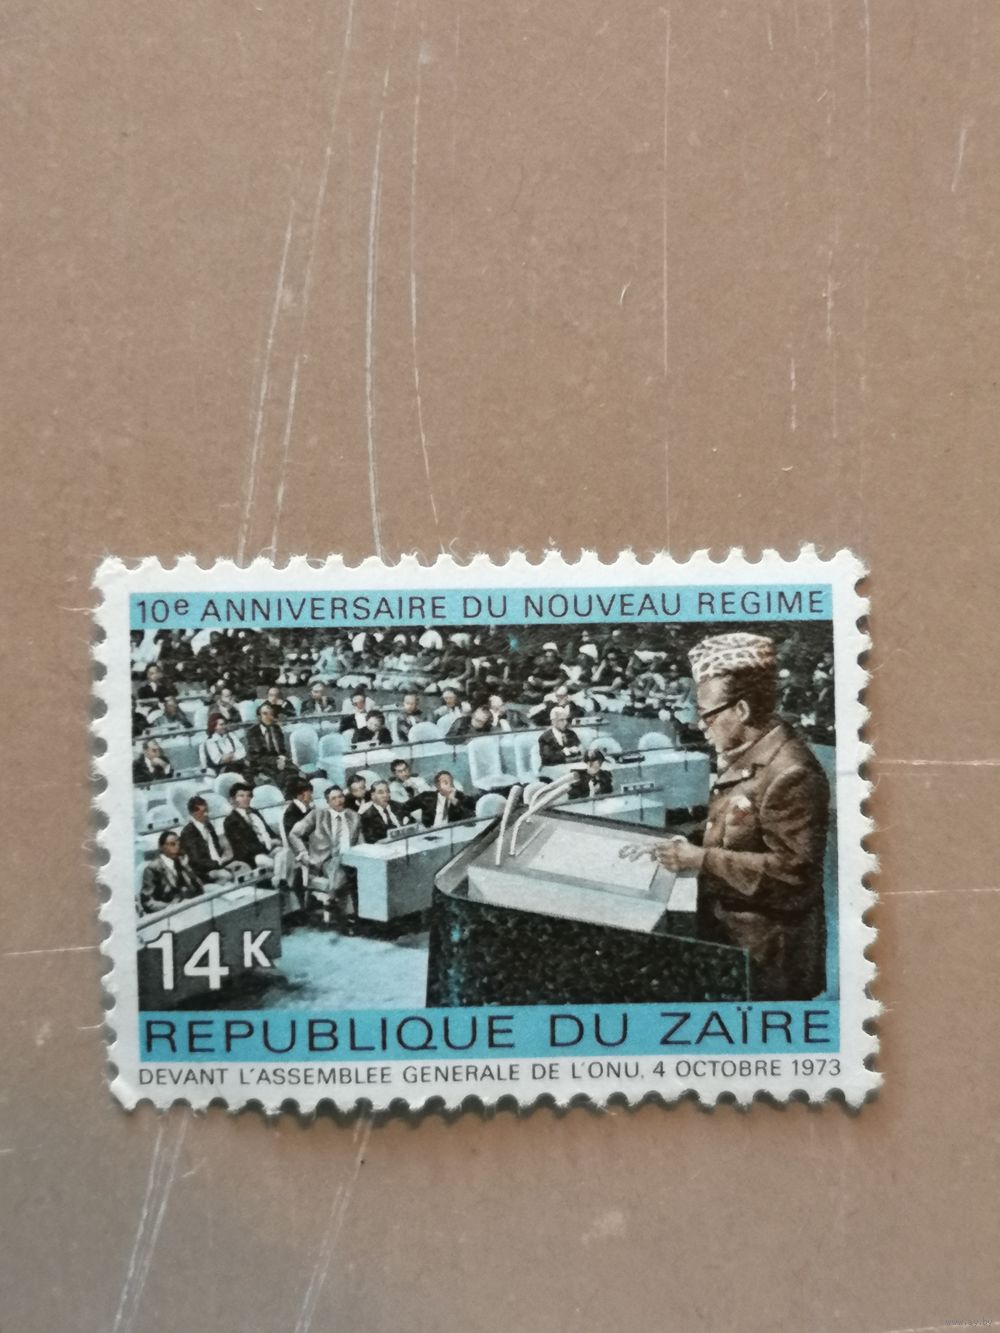 10e ANNIVERSAIRE DU NOUVEAU REGIME
14K
REPUBLIQUE DU ZAÏRE
DEVANT L'ASSEMBLEE GENERALE DE L'ONU, 4 OCTOBRE 1973